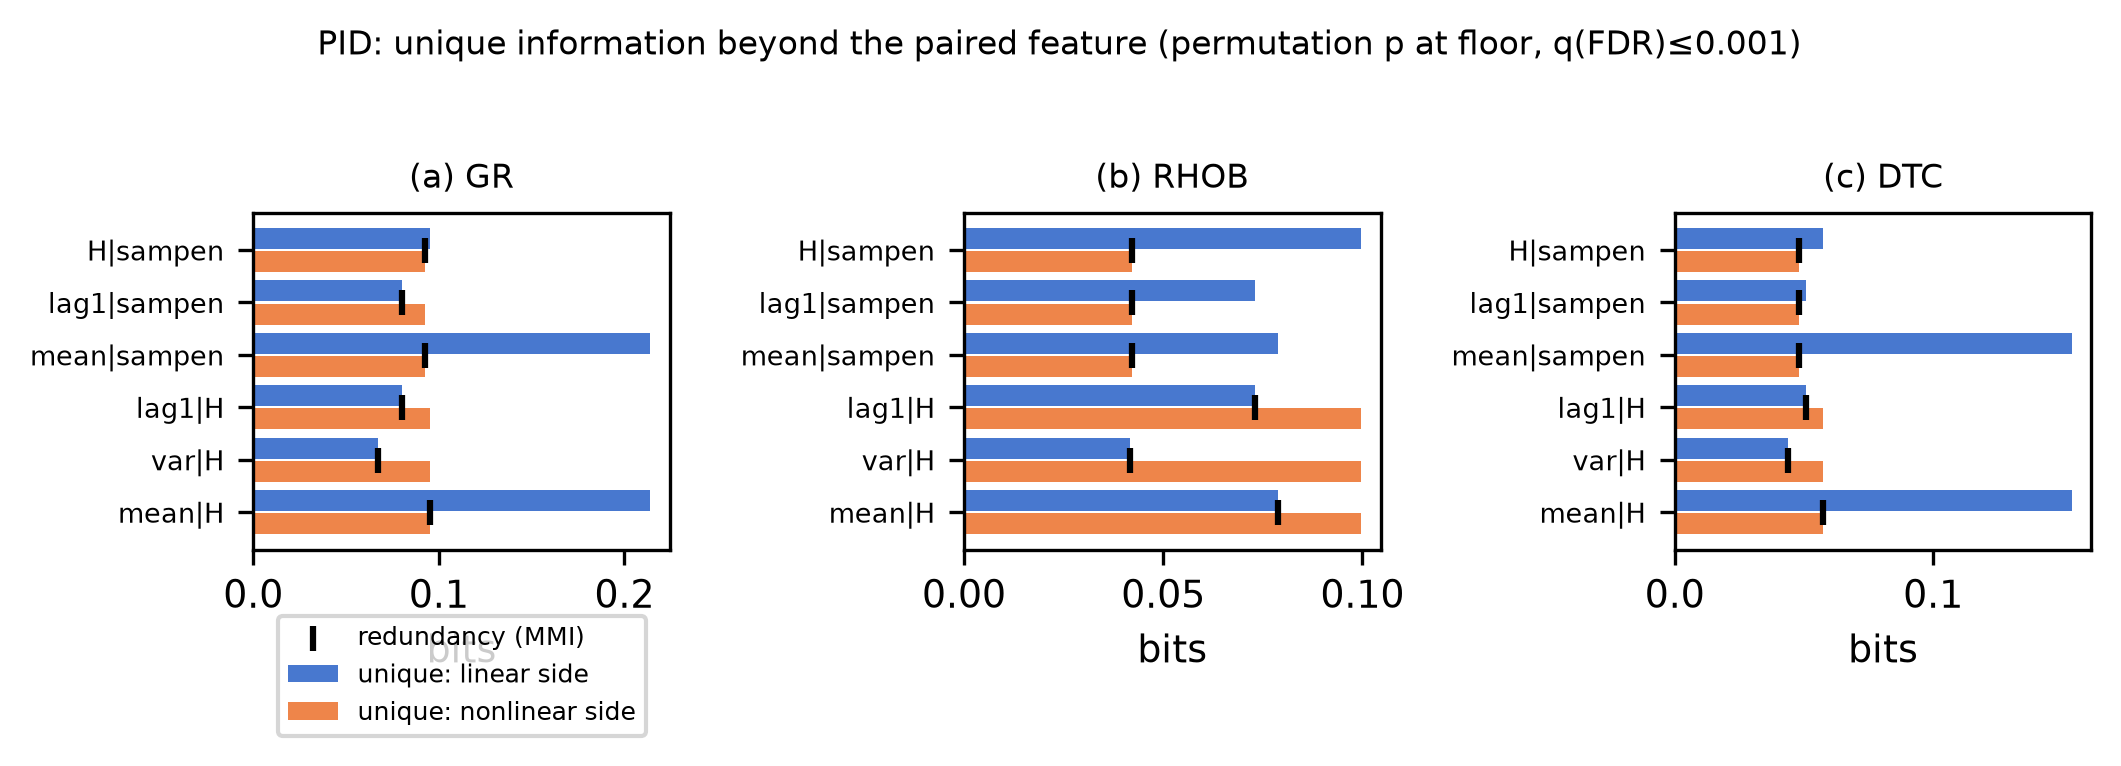 PID: unique information beyond the paired feature (permutation p at floor, q(FDR)≤0.001)
(a) GR
H|sampen
lag1|sampen
mean|sampen
lag1|H
var|H
mean|H
0.0 0.1 0.2
bits
redundancy (MMI)
unique: linear side
unique: nonlinear side
(b) RHOB
H|sampen
lag1|sampen
mean|sampen
lag1|H
var|H
mean|H
0.00 0.05 0.10
bits
(c) DTC
H|sampen
lag1|sampen
mean|sampen
lag1|H
var|H
mean|H
0.0 0.1
bits